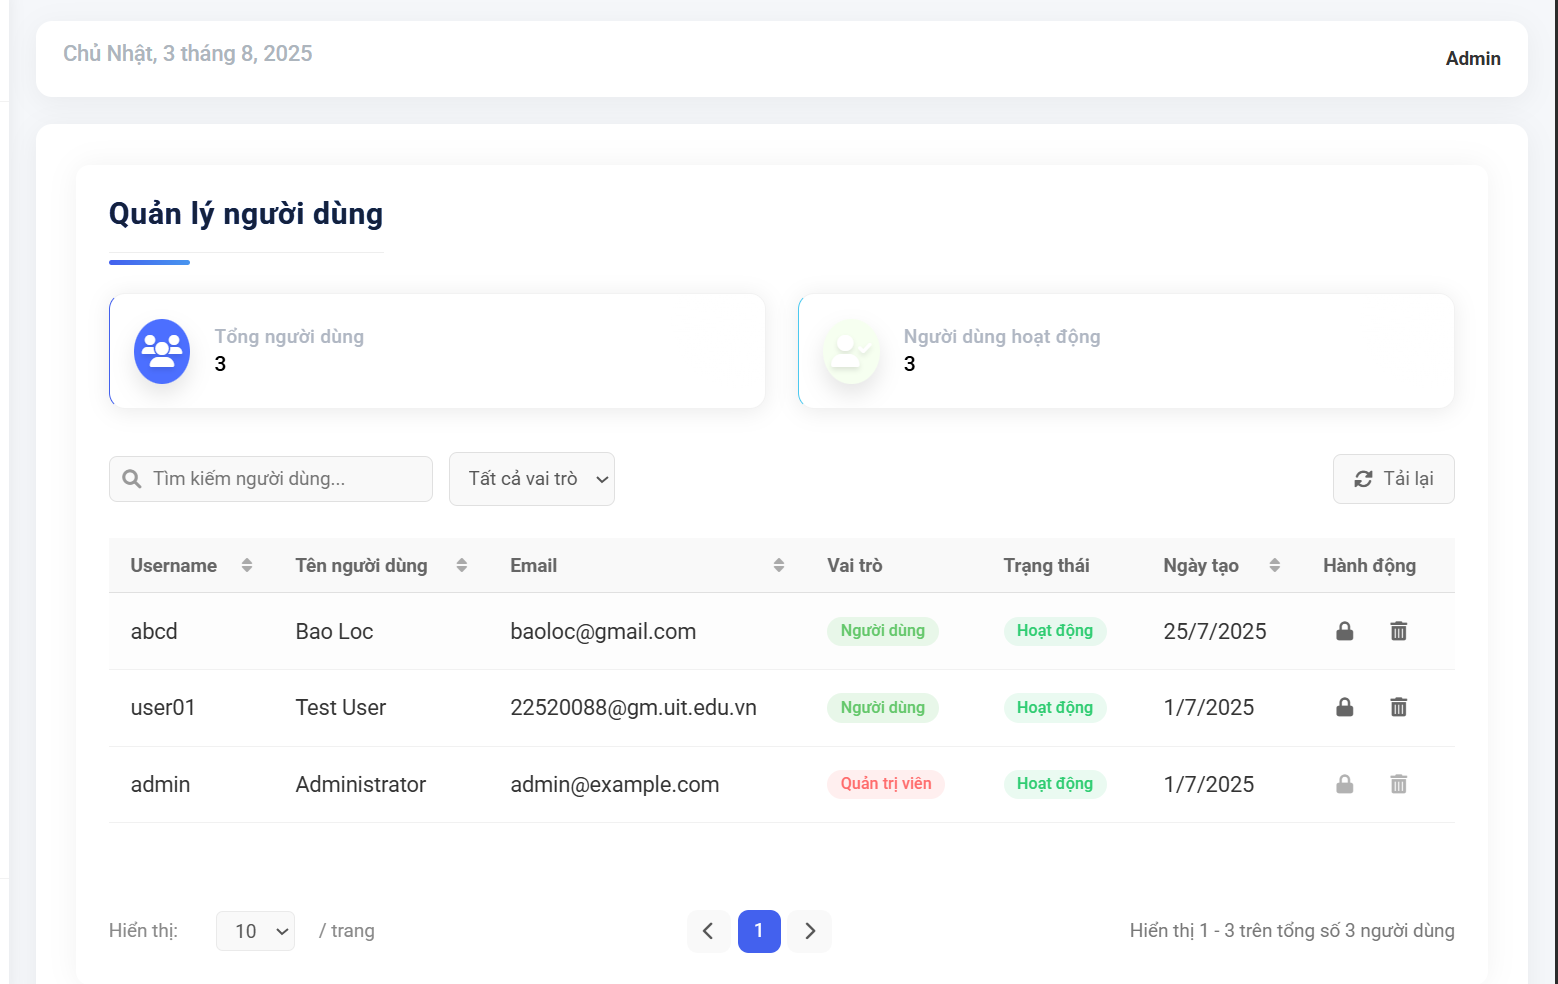 Chủ Nhật, 3 tháng 8, 2025
Admin
Quản lý người dùng
Tổng người dùng
3
Người dùng hoạt động
3
Tìm kiếm người dùng...
Tất cả vai trò
Tải lại
Username Tên người dùng Email Vai trò Trạng thái Ngày tạo Hành động
abcd Bao Loc baoloc@gmail.com Người dùng Hoạt động 25/7/2025
user01 Test User 22520088@gm.uit.edu.vn Người dùng Hoạt động 1/7/2025
admin Administrator admin@example.com Quản trị viên Hoạt động 1/7/2025
Hiển thị: 10 / trang 1 Hiển thị 1 - 3 trên tổng số 3 người dùng